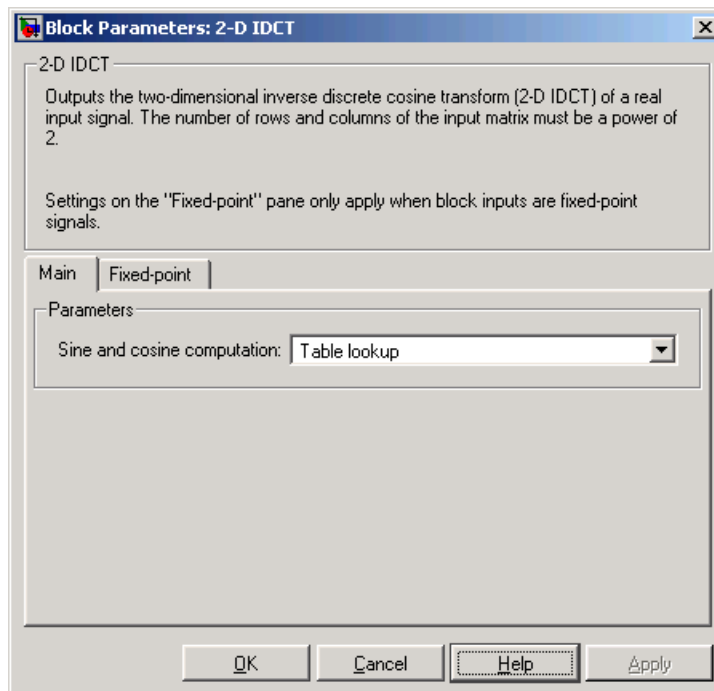 Block Parameters: 2-D IDCT
2-D IDCT
Outputs the two-dimensional inverse discrete cosine transform (2-D IDCT) of a real
input signal. The number of rows and columns of the input matrix must be a power of
2.
Settings on the "Fixed-point" pane only apply when block inputs are fixed-point
signals.
Main
Fixed-point
Parameters
Sine and cosine computation: Table lookup
OK
Cancel
Help
Apply